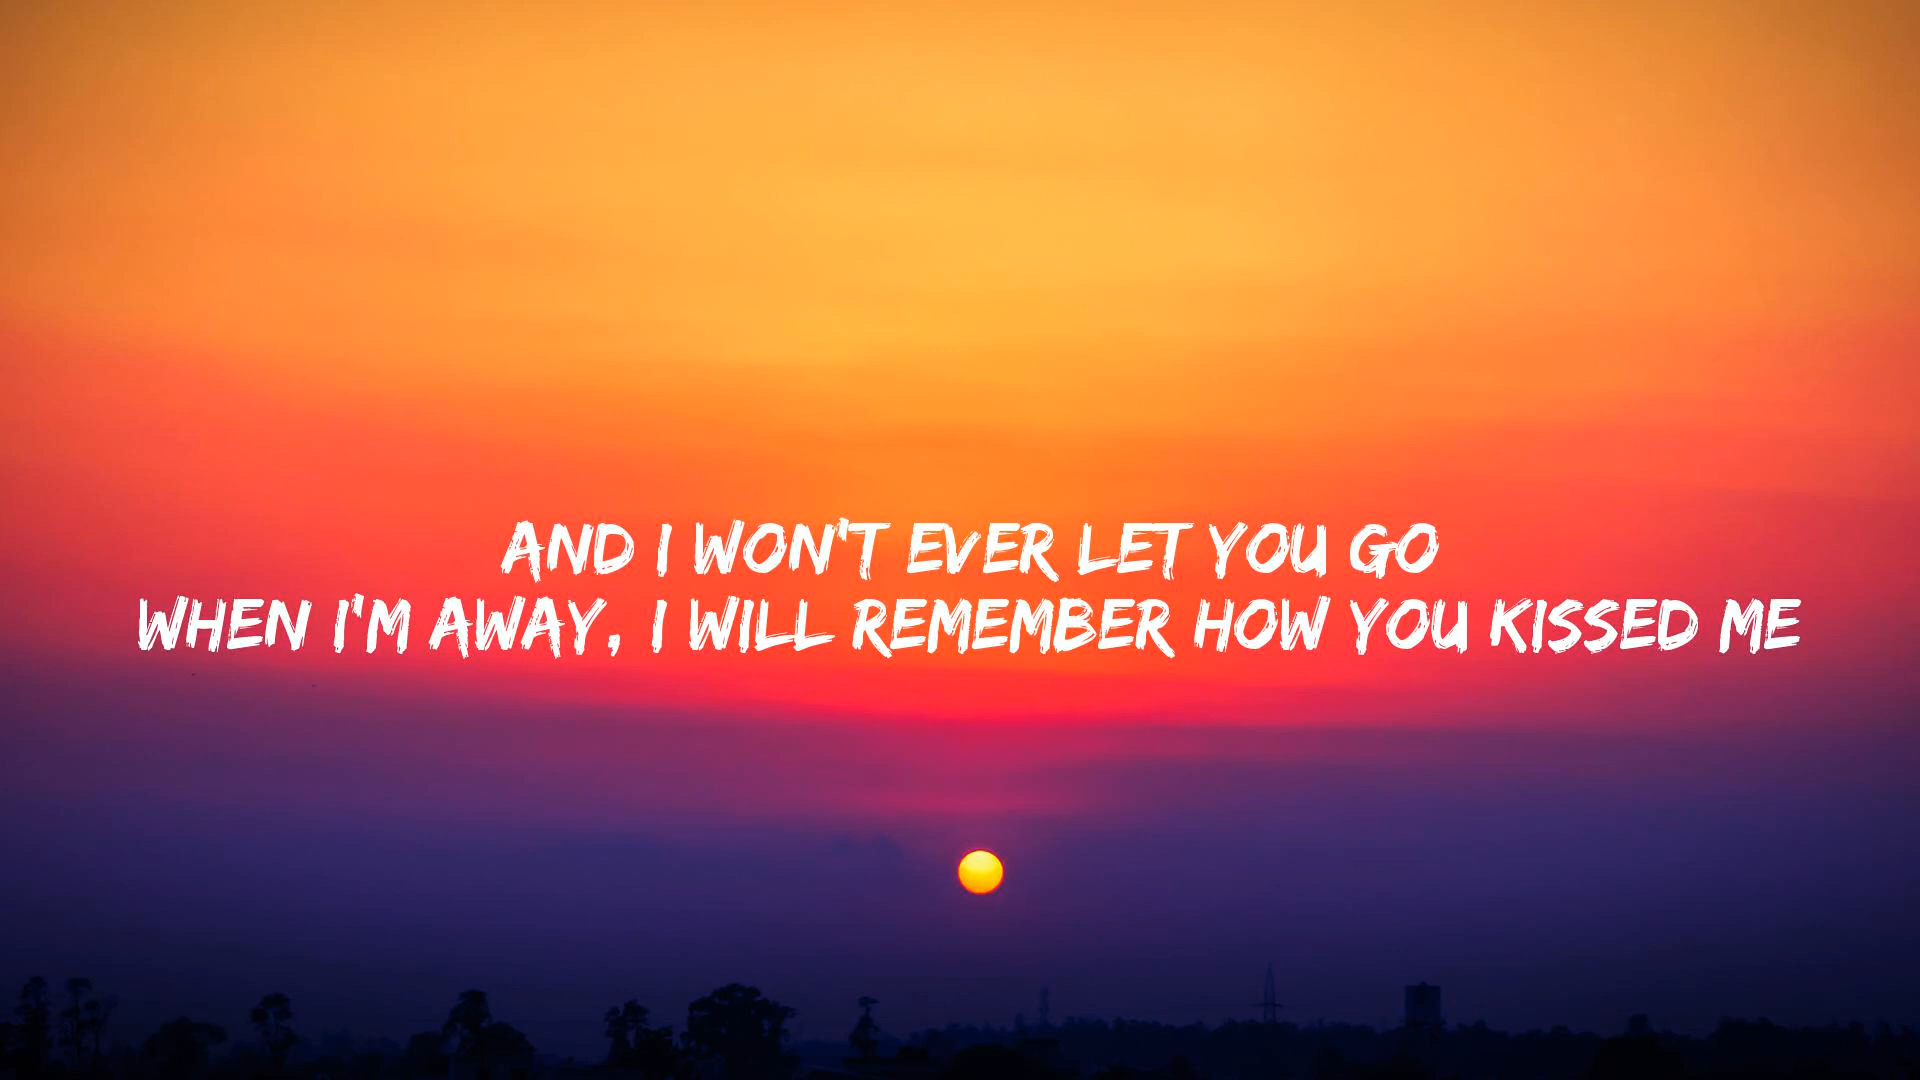 AND I WON'T EVER LET YOU GO
WHEN I'M AWAY, I WILL REMEMBER HOW YOU KISSED ME